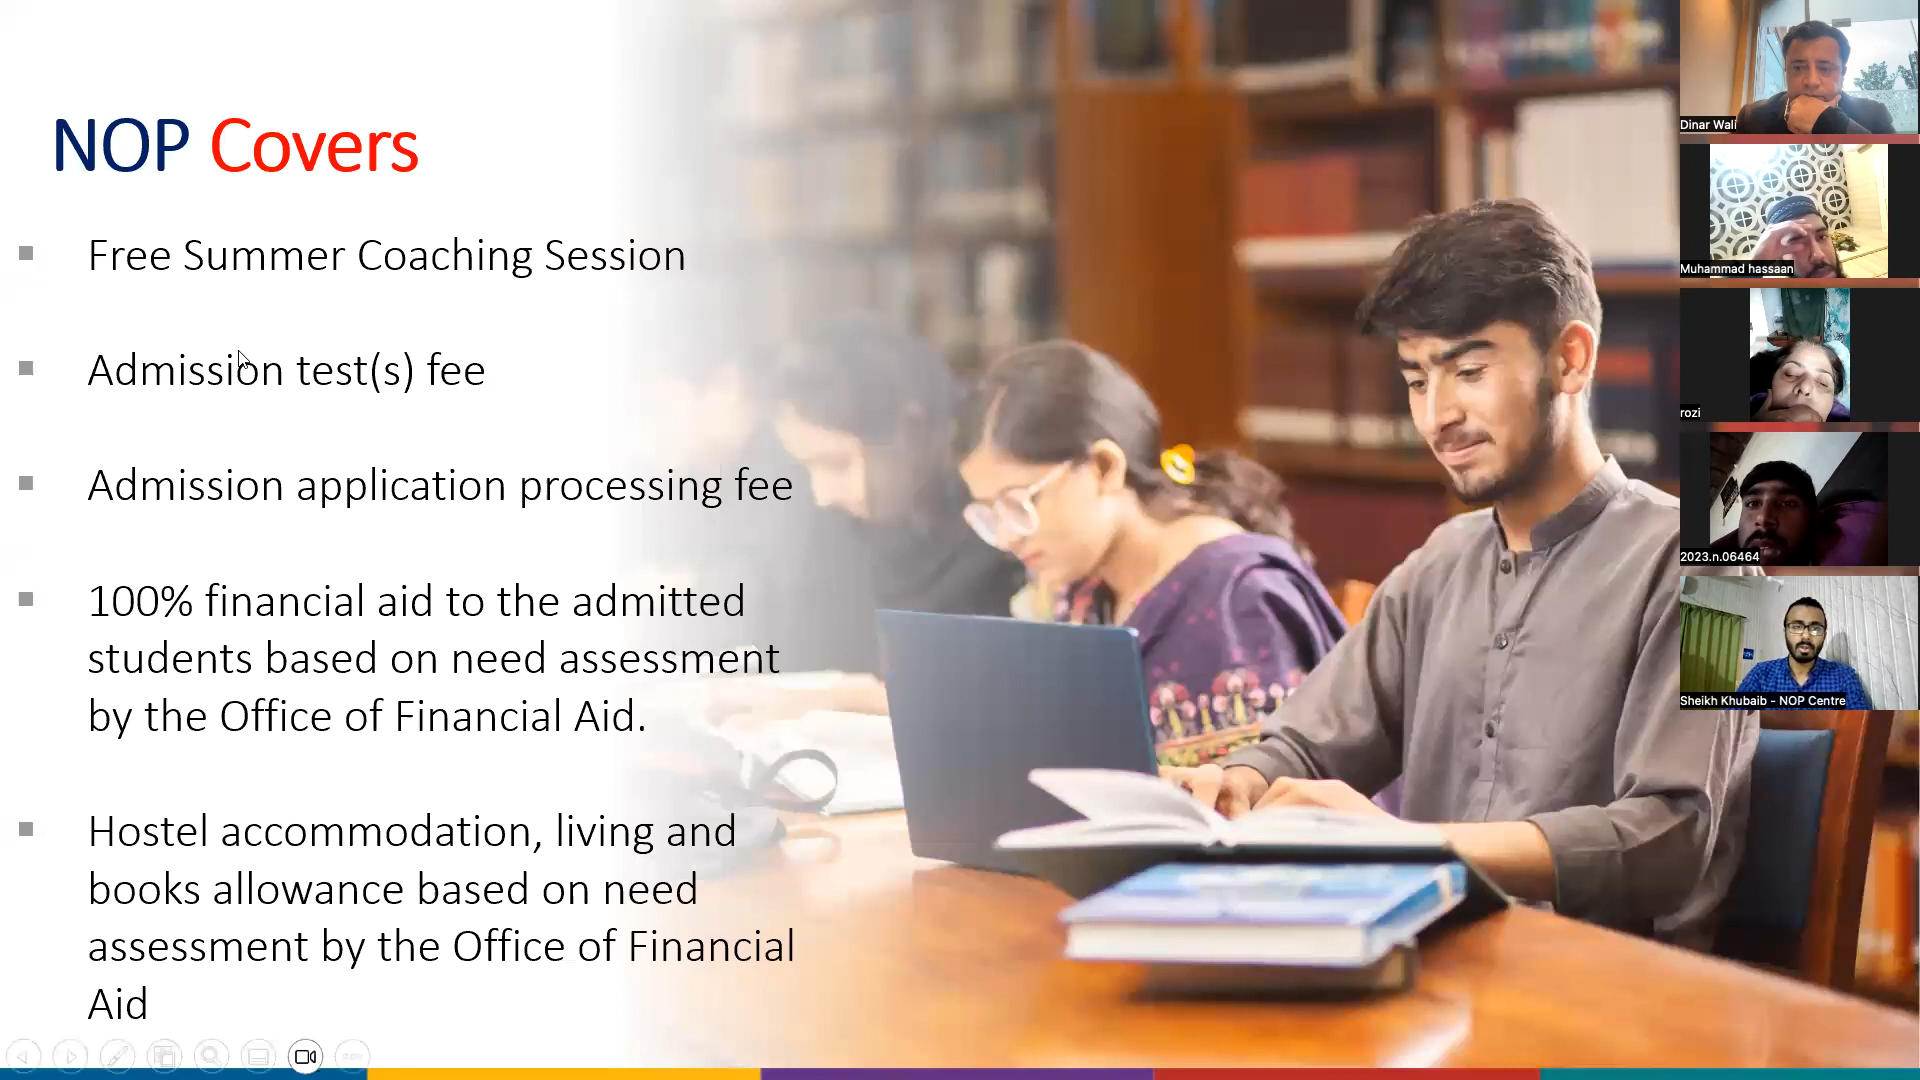 NOP Covers
Free Summer Coaching Session
Admission test(s) fee
Admission application processing fee
100% financial aid to the admitted
students based on need assessment
by the Office of Financial Aid.
Hostel accommodation, living and
books allowance based on need
assessment by the Office of Financial
Aid
Dinar Wali
Muhammad hassaan
rozi
2023.n.06464
Sheikh Khubaib - NOP Centre